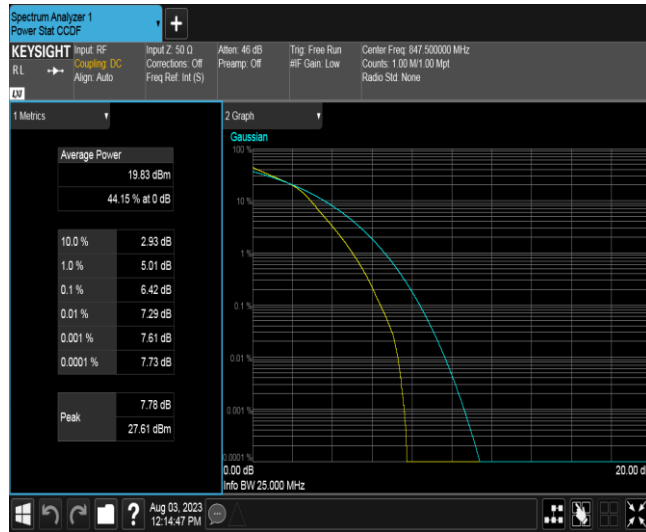 Spectrum Analyzer 1
Power Stat CCDF
KEYSIGHT
RL
LXI
Input: RF
Coupling: DC
Align: Auto
Input Z: 50 Ω
Corrections: Off
Freq Ref: Int (S)
Atten: 46 dB
Preamp: Off
Trig: Free Run
#IF Gain: Low
Center Freq: 847.500000 MHz
Counts: 1.00 M/1.00 Mpt
Radio Std: None
1 Metrics
Average Power
19.83 dBm
44.15 % at 0 dB
10.0 % 2.93 dB
1.0 % 5.01 dB
0.1 % 6.42 dB
0.01 % 7.29 dB
0.001 % 7.61 dB
0.0001 % 7.73 dB
Peak
7.78 dB
27.61 dBm
2 Graph
Gaussian
100 %
10 %
1 %
0.1 %
0.01 %
0.001 %
0.0001 %
0.00 dB
20.00 d
Info BW 25.000 MHz
?
Aug 03, 2023
12:14:47 PM